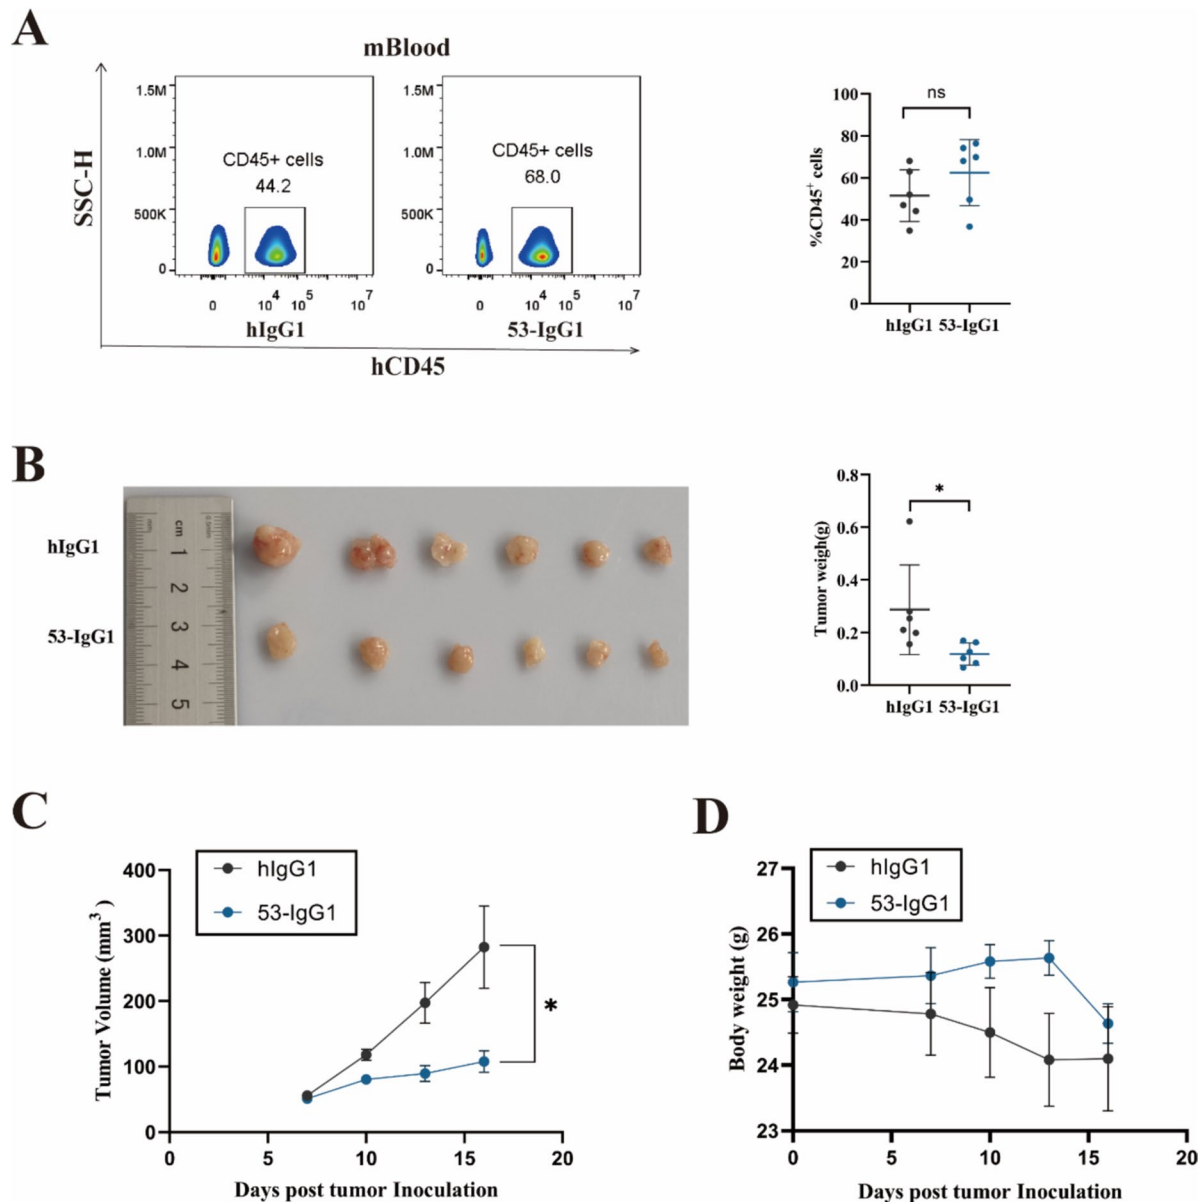 A
mBlood
SSC-H
1.5M
1.0M
500K
0
CD45+ cells
44.2
0 10^4 10^5 10^7
hIgG1
1.5M
1.0M
500K
0
CD45+ cells
68.0
0 10^4 10^5 10^7
53-IgG1
hCD45
%CD45+ cells
100
80
60
40
20
0
ns
hIgG1 53-IgG1
B
hIgG1
53-IgG1
cm
1
2
3
4
5
Tumor weigh(g)
0.8
0.6
0.4
0.2
0.0
*
hIgG1 53-IgG1
C
hIgG1
53-IgG1
Tumor Volume (mm³)
400
300
200
100
0
*
0 5 10 15 20
Days post tumor Inoculation
D
hIgG1
53-IgG1
Body weight (g)
27
26
25
24
23
0 5 10 15 20
Days post tumor Inoculation